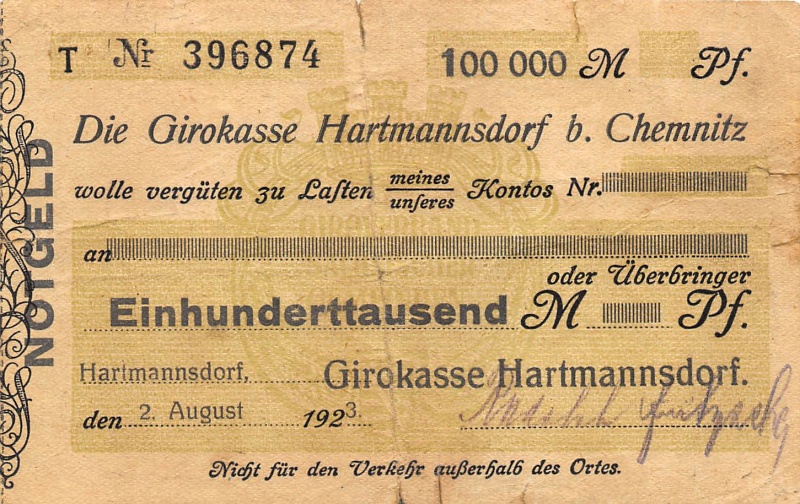 T № 396874 100 000 M Pf.
Die Girokasse Hartmannsdorf b. Chemnitz
wolle vergüten zu Laſten meines
unſeres Kontos Nr.
an
oder Überbringer
Einhunderttausend M Pf.
Hartmannsdorf, Girokasse Hartmannsdorf.
den 2. August 1923.
Nicht für den Verkehr außerhalb des Ortes.
NOTGELD